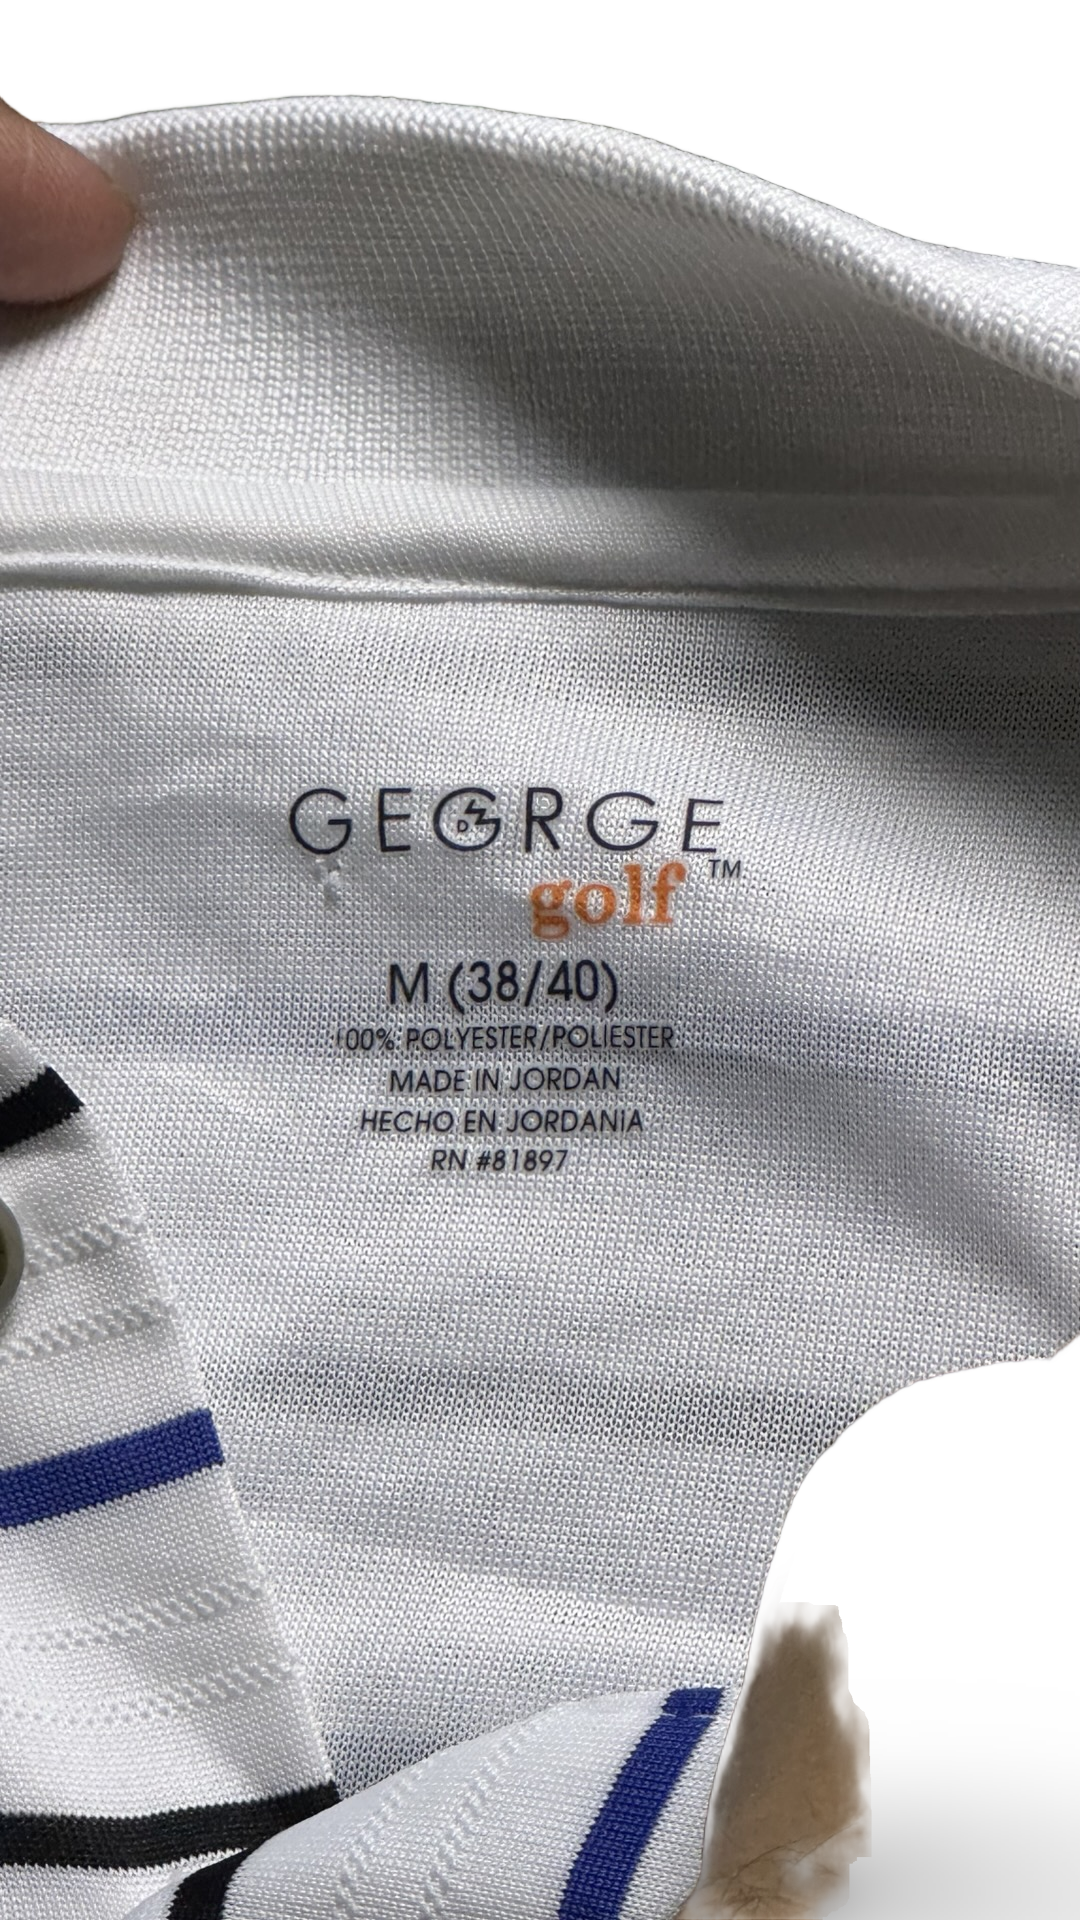 GEORGE
golf™
M (38/40)
100% POLYESTER/POLIESTER
MADE IN JORDAN
HECHO EN JORDANIA
RN #81897